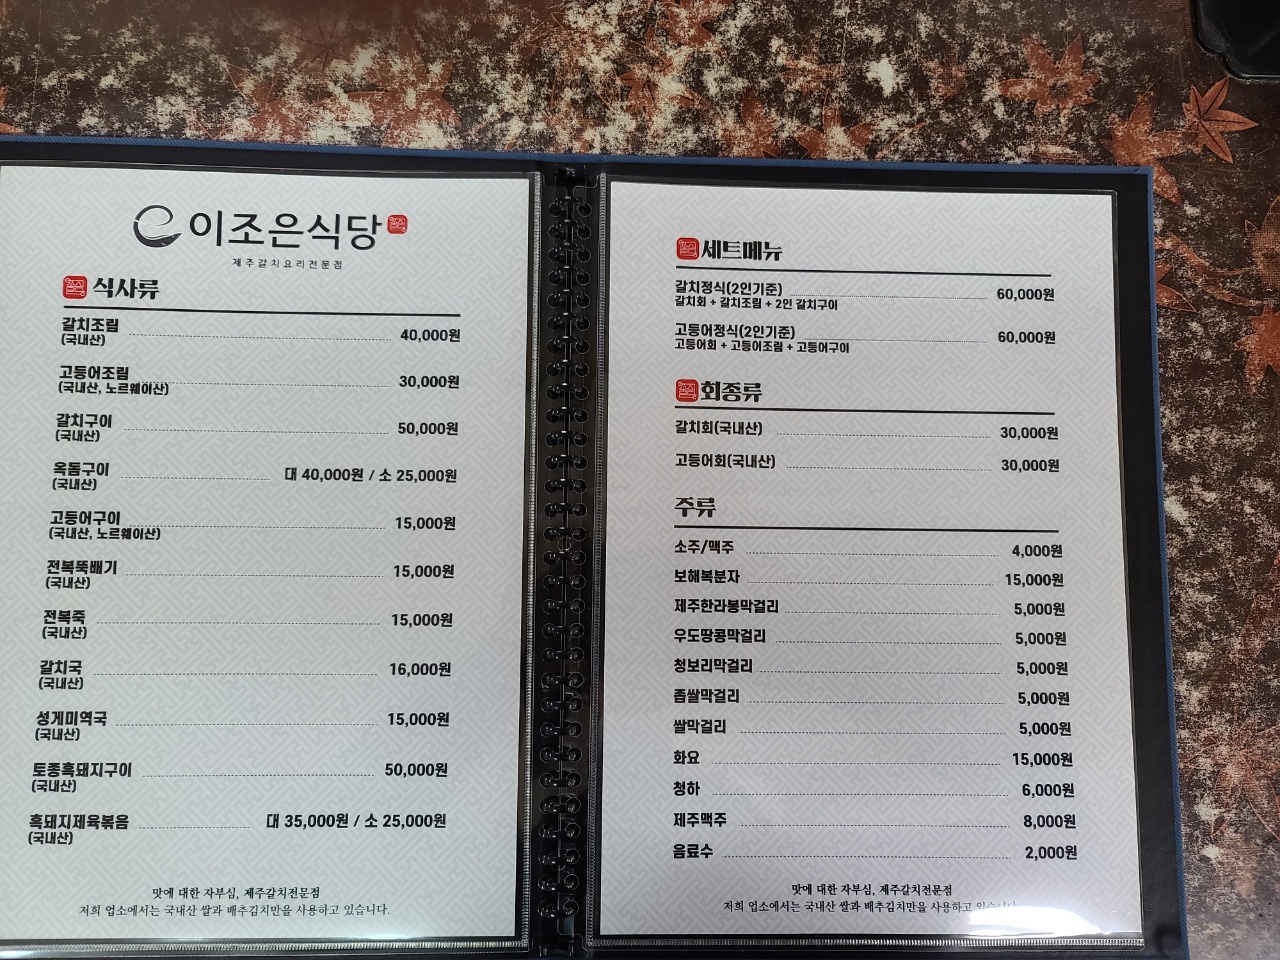 이조은식당
제주갈치요리전문점
식사류
갈치조림 40,000원
(국내산)
고등어조림 30,000원
(국내산, 노르웨이산)
갈치구이 50,000원
(국내산)
옥돔구이 대 40,000원 / 소 25,000원
(국내산)
고등어구이 15,000원
(국내산, 노르웨이산)
전복뚝배기 15,000원
(국내산)
전복죽 15,000원
(국내산)
갈치국 16,000원
(국내산)
성게미역국 15,000원
(국내산)
토종흑돼지구이 50,000원
(국내산)
흑돼지제육볶음 대 35,000원 / 소 25,000원
(국내산)
맛에 대한 자부심, 제주갈치전문점
저희 업소에서는 국내산 쌀과 배추김치만을 사용하고 있습니다.
세트메뉴
갈치정식(2인기준) 60,000원
갈치회 + 갈치조림 + 2인 갈치구이
고등어정식(2인기준) 60,000원
고등어회 + 고등어조림 + 고등어구이
회종류
갈치회(국내산) 30,000원
고등어회(국내산) 30,000원
주류
소주/맥주 4,000원
보해복분자 15,000원
제주한라봉막걸리 5,000원
우도땅콩막걸리 5,000원
청보리막걸리 5,000원
좁쌀막걸리 5,000원
쌀막걸리 5,000원
화요 15,000원
청하 6,000원
제주맥주 8,000원
음료수 2,000원
맛에 대한 자부심, 제주갈치전문점
저희 업소에서는 국내산 쌀과 배추김치만을 사용하고